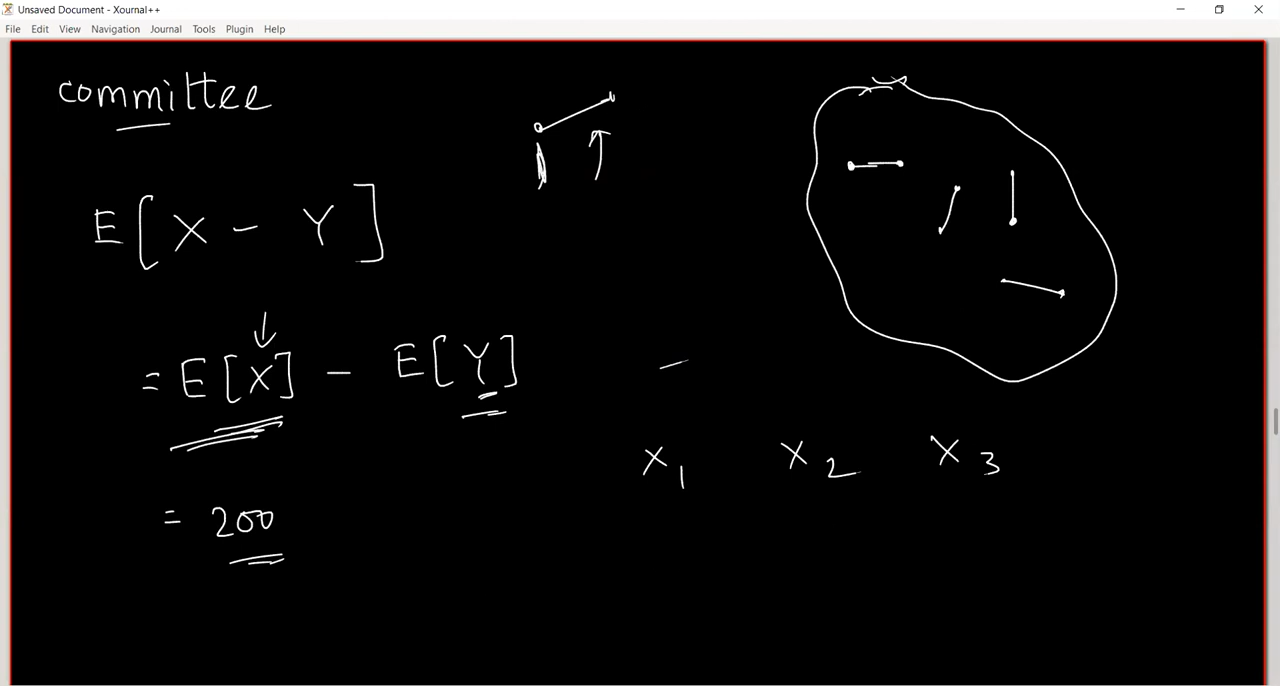 Unsaved Document - Xournal++
File Edit View Navigation Journal Tools Plugin Help
committee
E[X - Y]
= E[X] - E[Y]
X1 X2 X3
= 200